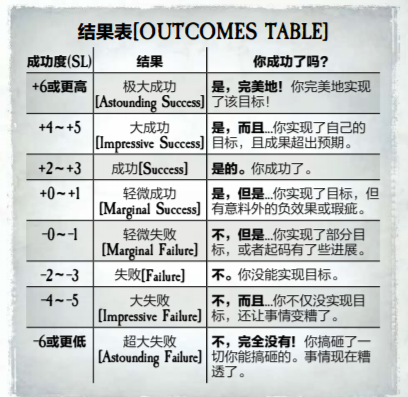 结果表[OUTCOMES TABLE]
成功度(SL) 结果 你成功了吗?
+6或更高 极大成功 是，完美地！你完美地实现
[Astounding Success] 了该目标！
+4~+5 大成功 是，而且...你实现了自己的
[Impressive Success] 目标，且成果超出预期。
+2~+3 成功[Success] 是的。你成功了。
+0~+1 轻微成功 是，但是...你实现了目标，但
[Marginal Success] 有意料外的负效果或瑕疵。
-0~-1 轻微失败 不，但是...你实现了部分目
[Marginal Failure] 标，或者起码有了些进展。
-2~-3 失败[Failure] 不。你没能实现目标。
-4~-5 大失败 不，而且...你不仅没实现目
[Impressive Failure] 标，还让事情变糟了。
-6或更低 超大失败 不，完全没有！你搞砸了一
[Astounding Failure] 切你能搞砸的。事情现在糟
透了。